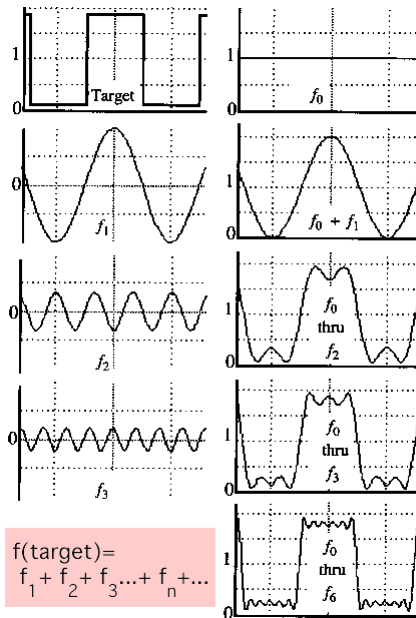 1
0
Target
1
0
f0
0
f1
1
0
f0 + f1
0
f2
1
0
f0
thru
f2
0
f3
1
0
f0
thru
f3
f(target)=
f1 + f2 + f3...+ fn+...
1
0
f0
thru
f6